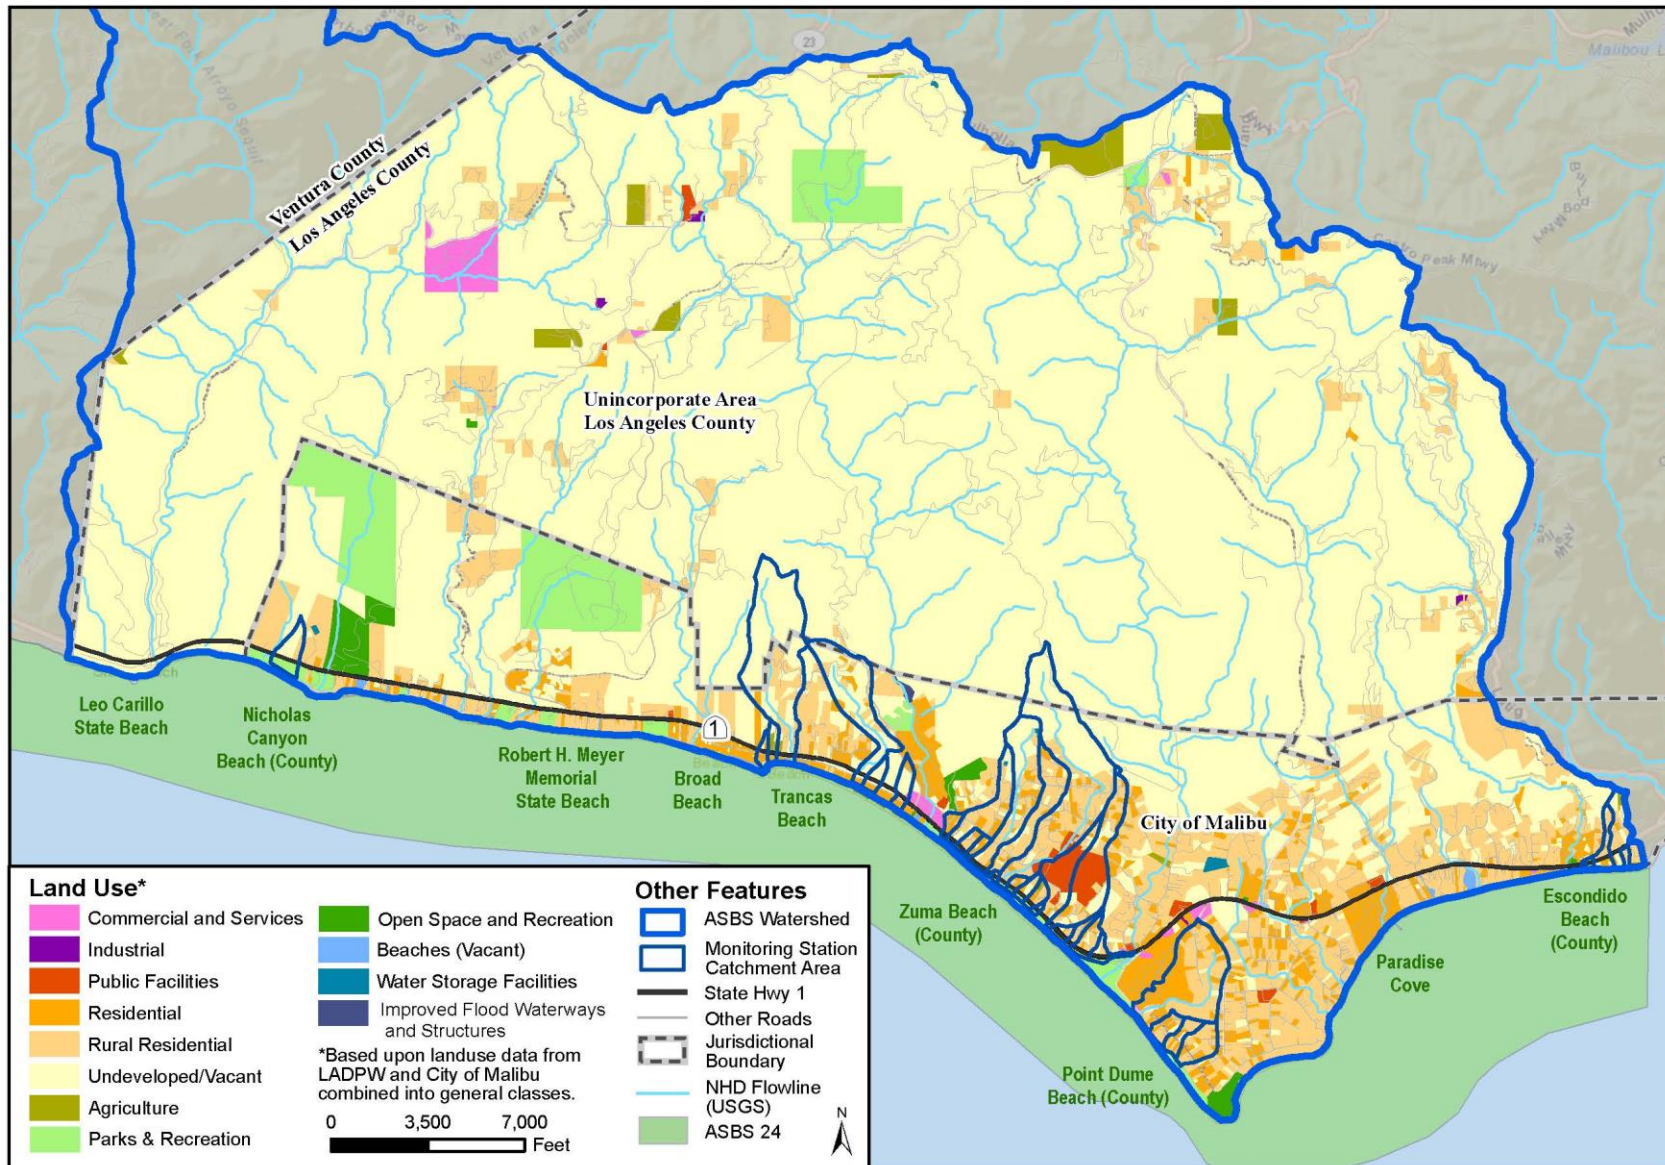 23
Ventura County
Los Angeles County
Unincorporate Area
Los Angeles County
Castro Peak Mtwy
1
City of Malibu
Leo Carillo
State Beach
Nicholas
Canyon
Beach (County)
Robert H. Meyer
Memorial
State Beach
Broad
Beach
Trancas
Beach
Zuma Beach
(County)
Point Dume
Beach (County)
Paradise
Cove
Escondido
Beach
(County)
Land Use*
Commercial and Services
Industrial
Public Facilities
Residential
Rural Residential
Undeveloped/Vacant
Agriculture
Parks & Recreation
Open Space and Recreation
Beaches (Vacant)
Water Storage Facilities
Improved Flood Waterways
and Structures
*Based upon landuse data from
LADPW and City of Malibu
combined into general classes.
0 3,500 7,000
Feet
Other Features
ASBS Watershed
Monitoring Station
Catchment Area
State Hwy 1
Other Roads
Jurisdictional
Boundary
NHD Flowline
(USGS)
ASBS 24
N